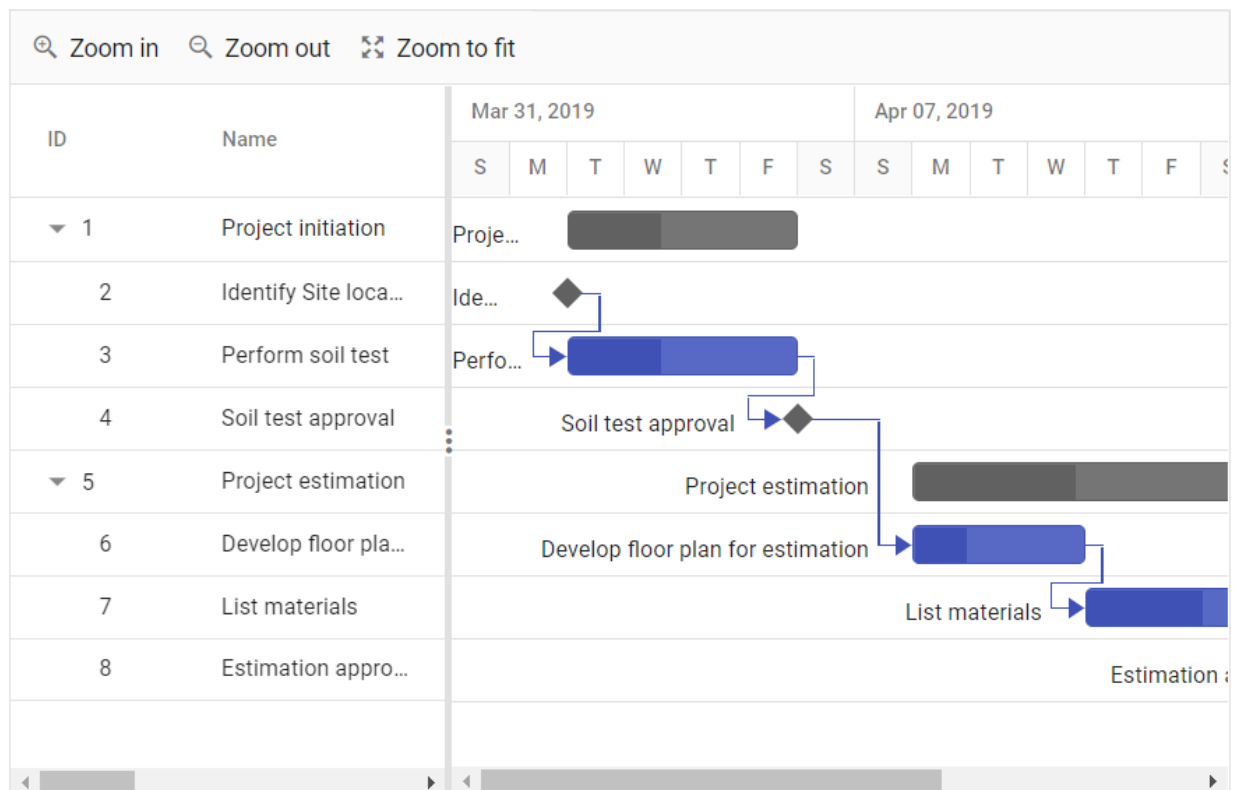 Zoom in Zoom out Zoom to fit
ID Name
Mar 31, 2019 Apr 07, 2019
S M T W T F S S M T W T F S
1 Project initiation Proje...
2 Identify Site loca... Ide...
3 Perform soil test Perfo...
4 Soil test approval Soil test approval
5 Project estimation Project estimation
6 Develop floor pla... Develop floor plan for estimation
7 List materials List materials
8 Estimation appro... Estimation